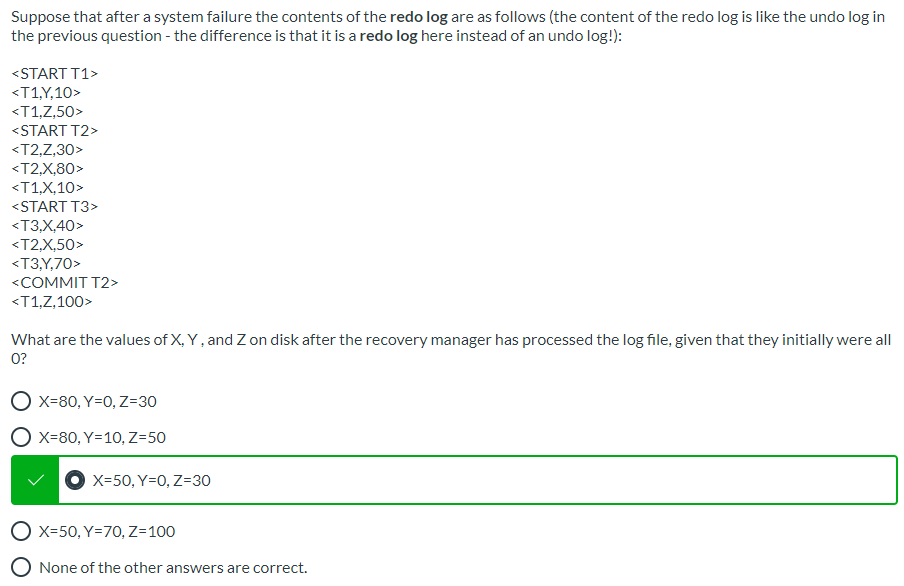 Suppose that after a system failure the contents of the redo log are as follows (the content of the redo log is like the undo log in
the previous question - the difference is that it is a redo log here instead of an undo log!):
<START T1>
<T1,Y,10>
<T1,Z,50>
<START T2>
<T2,Z,30>
<T2,X,80>
<T1,X,10>
<START T3>
<T3,X,40>
<T2,X,50>
<T3,Y,70>
<COMMIT T2>
<T1,Z,100>
What are the values of X, Y , and Z on disk after the recovery manager has processed the log file, given that they initially were all
0?
X=80, Y=0, Z=30
X=80, Y=10, Z=50
X=50, Y=0, Z=30
X=50, Y=70, Z=100
None of the other answers are correct.